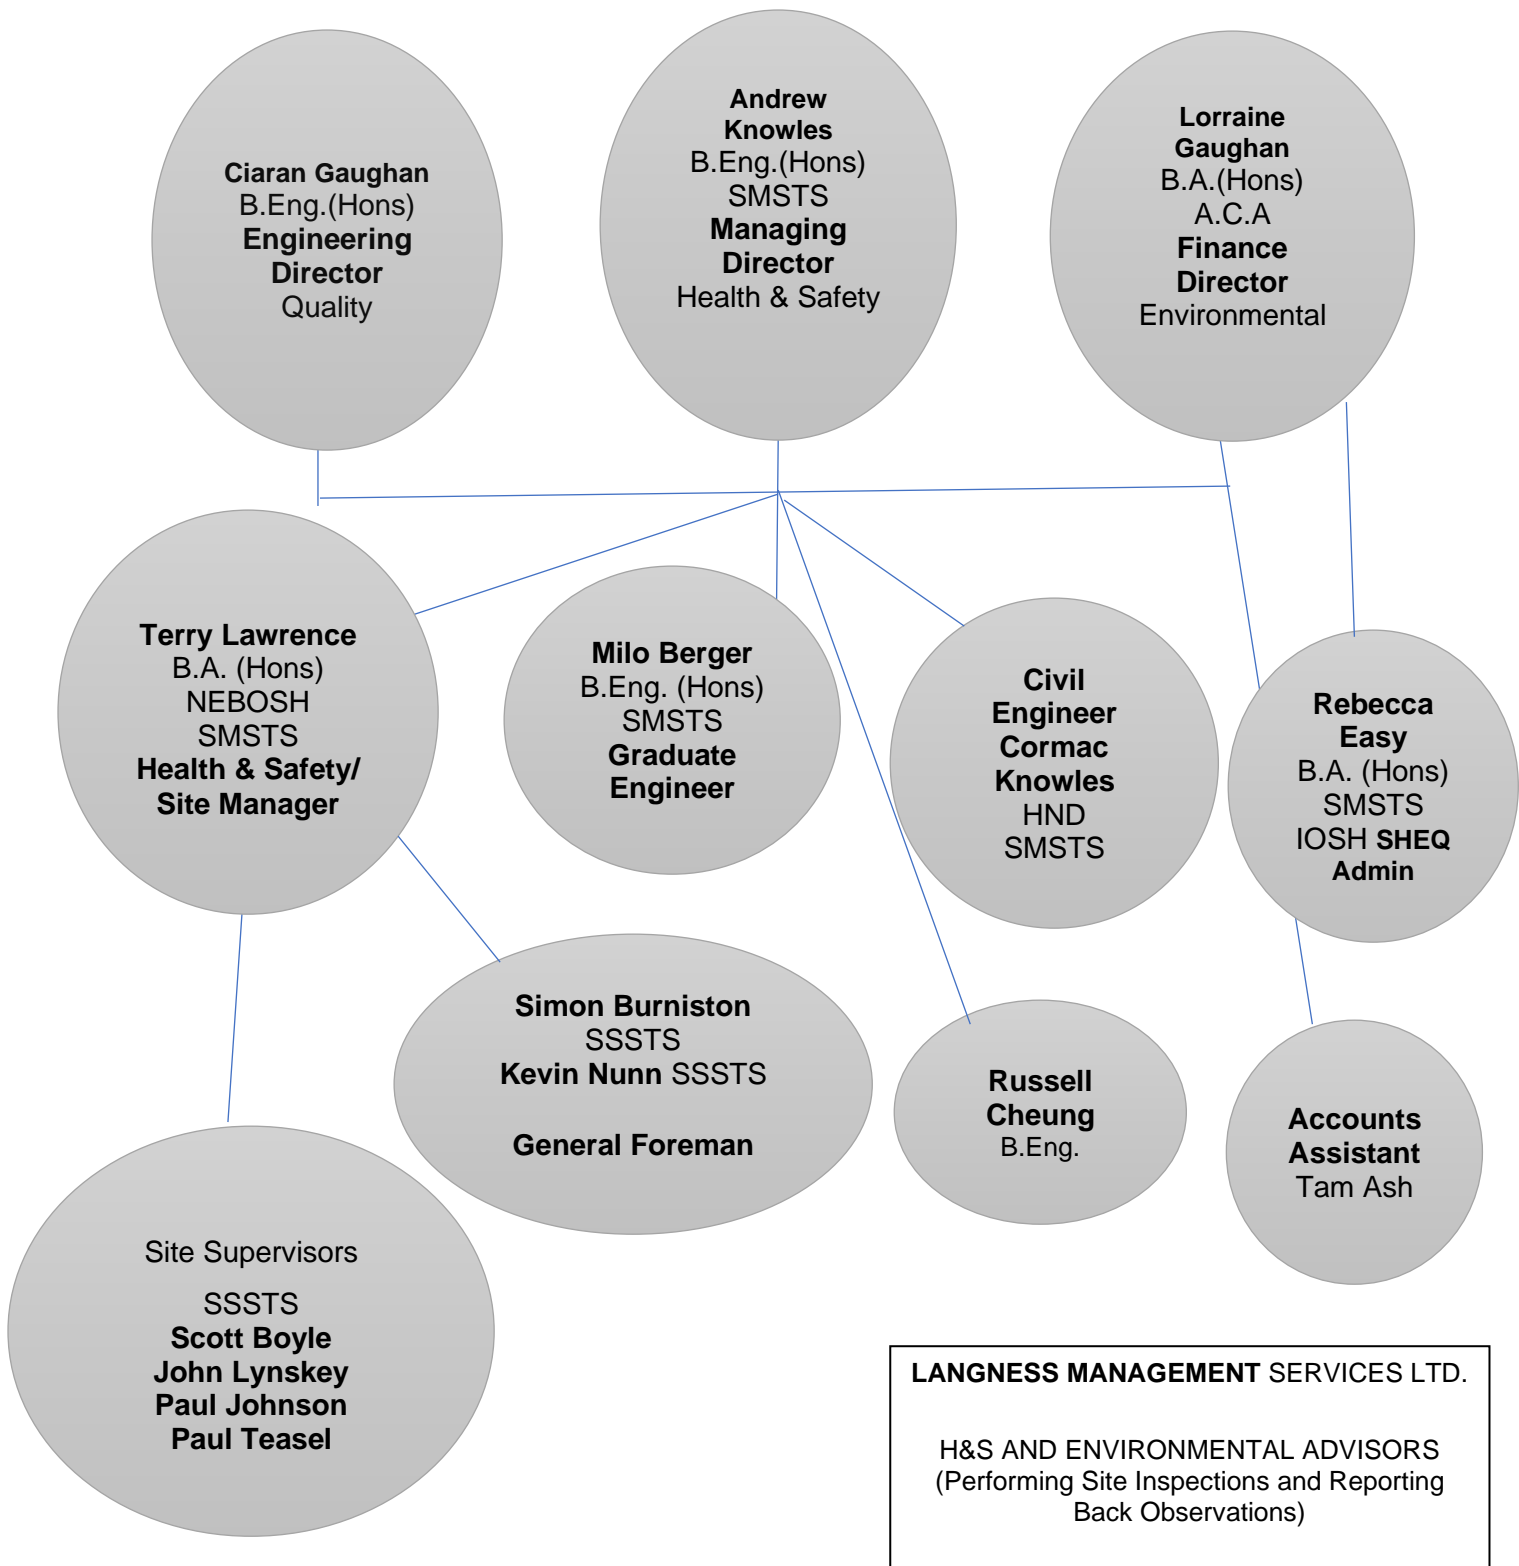 Ciaran Gaughan
B.Eng.(Hons)
Engineering
Director
Quality
Andrew
Knowles
B.Eng.(Hons)
SMSTS
Managing
Director
Health & Safety
Lorraine
Gaughan
B.A.(Hons)
A.C.A
Finance
Director
Environmental
Terry Lawrence
B.A. (Hons)
NEBOSH
SMSTS
Health & Safety/
Site Manager
Milo Berger
B.Eng. (Hons)
SMSTS
Graduate
Engineer
Civil
Engineer
Cormac
Knowles
HND
SMSTS
Rebecca
Easy
B.A. (Hons)
SMSTS
IOSH SHEQ
Admin
Simon Burniston
SSSTS
Kevin Nunn SSSTS
General Foreman
Russell
Cheung
B.Eng.
Accounts
Assistant
Tam Ash
Site Supervisors
SSSTS
Scott Boyle
John Lynskey
Paul Johnson
Paul Teasel
LANGNESS MANAGEMENT SERVICES LTD.
H&S AND ENVIRONMENTAL ADVISORS
(Performing Site Inspections and Reporting
Back Observations)